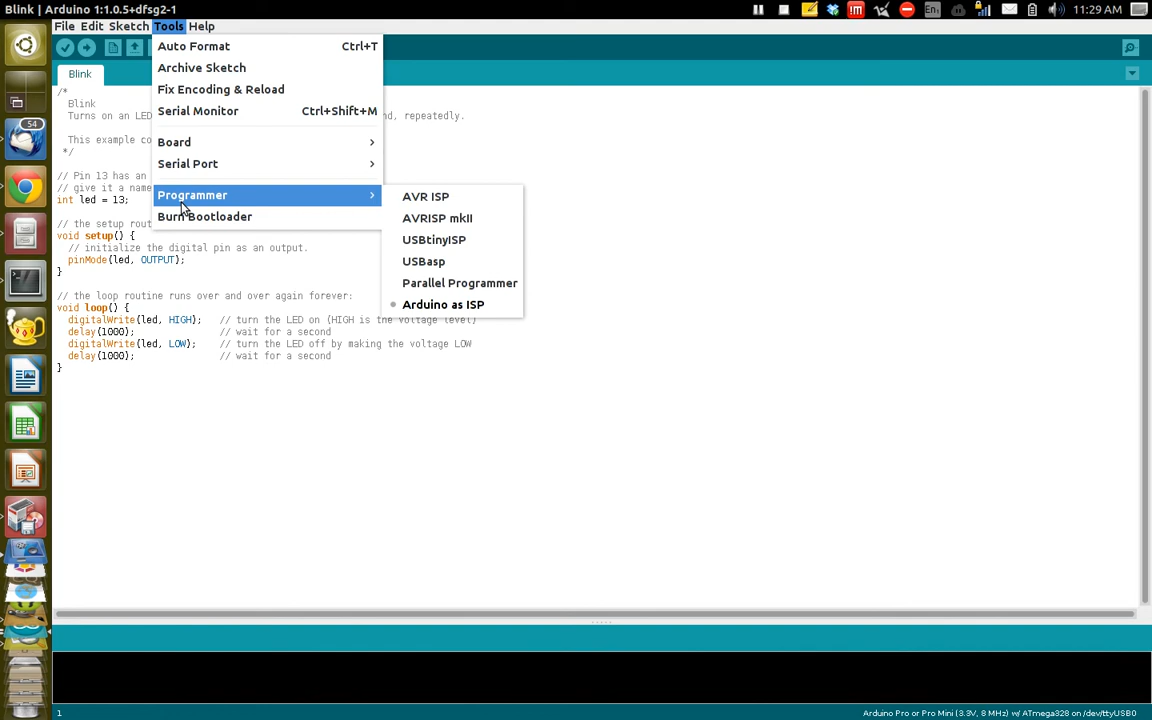 Blink | Arduino 1:1.0.5+dfsg2-1
En
11:29 AM
File Edit Sketch Tools Help
Auto Format Ctrl+T
Archive Sketch
Fix Encoding & Reload
Serial Monitor Ctrl+Shift+M
Board
Serial Port
Programmer
Burn Bootloader
AVR ISP
AVRISP mkII
USBtinyISP
USBasp
Parallel Programmer
Arduino as ISP
54
Blink
/*
Blink
Turns on an LED nd, repeatedly.
This example co
*/
// Pin 13 has an
// give it a name
int led = 13;
// the setup rout
void setup() {
// initialize the digital pin as an output.
pinMode(led, OUTPUT);
}
// the loop routine runs over and over again forever:
void loop() {
digitalWrite(led, HIGH); // turn the LED on (HIGH is the voltage level)
delay(1000); // wait for a second
digitalWrite(led, LOW); // turn the LED off by making the voltage LOW
delay(1000); // wait for a second
}
1
Arduino Pro or Pro Mini (3.3V, 8 MHz) w/ ATmega328 on /dev/ttyUSB0